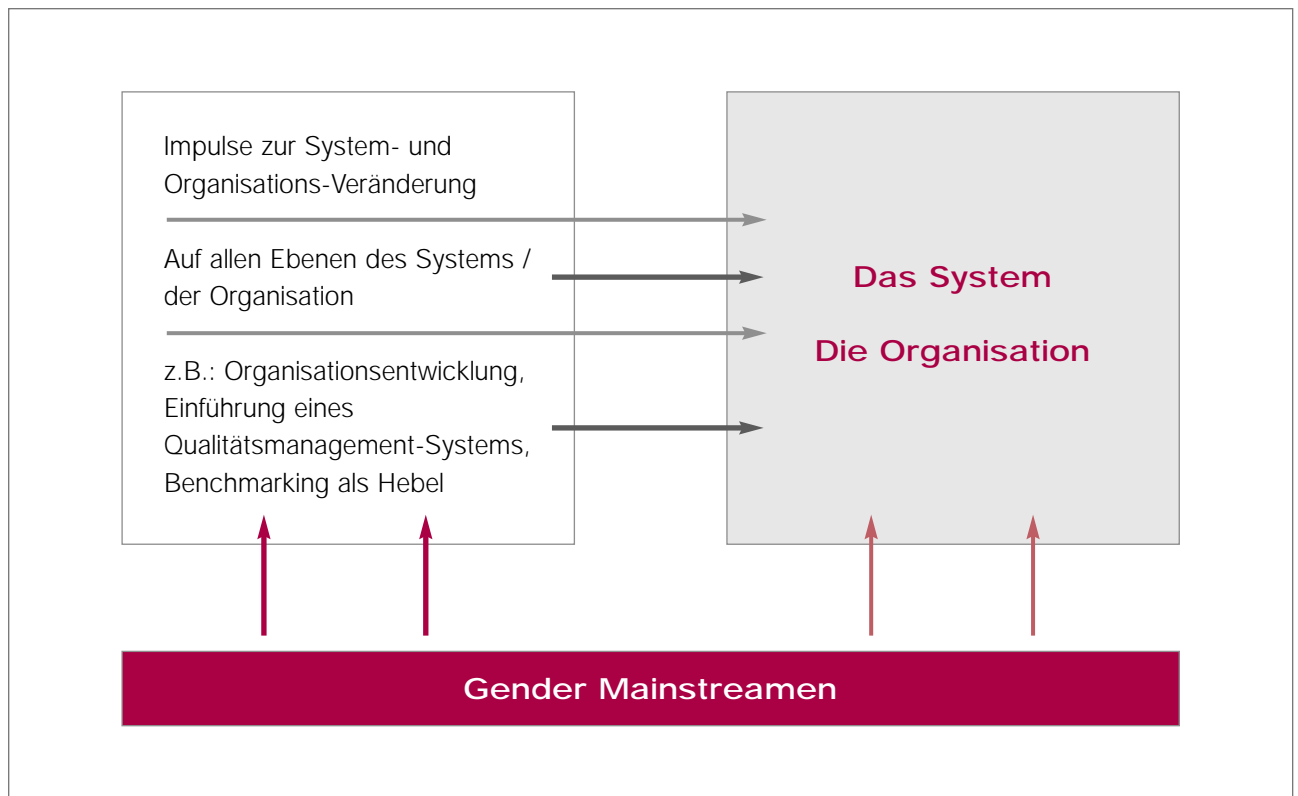 Impulse zur System- und
Organisations-Veränderung
Auf allen Ebenen des Systems /
der Organisation
z.B.: Organisationsentwicklung,
Einführung eines
Qualitätsmanagement-Systems,
Benchmarking als Hebel
Das System
Die Organisation
Gender Mainstreamen